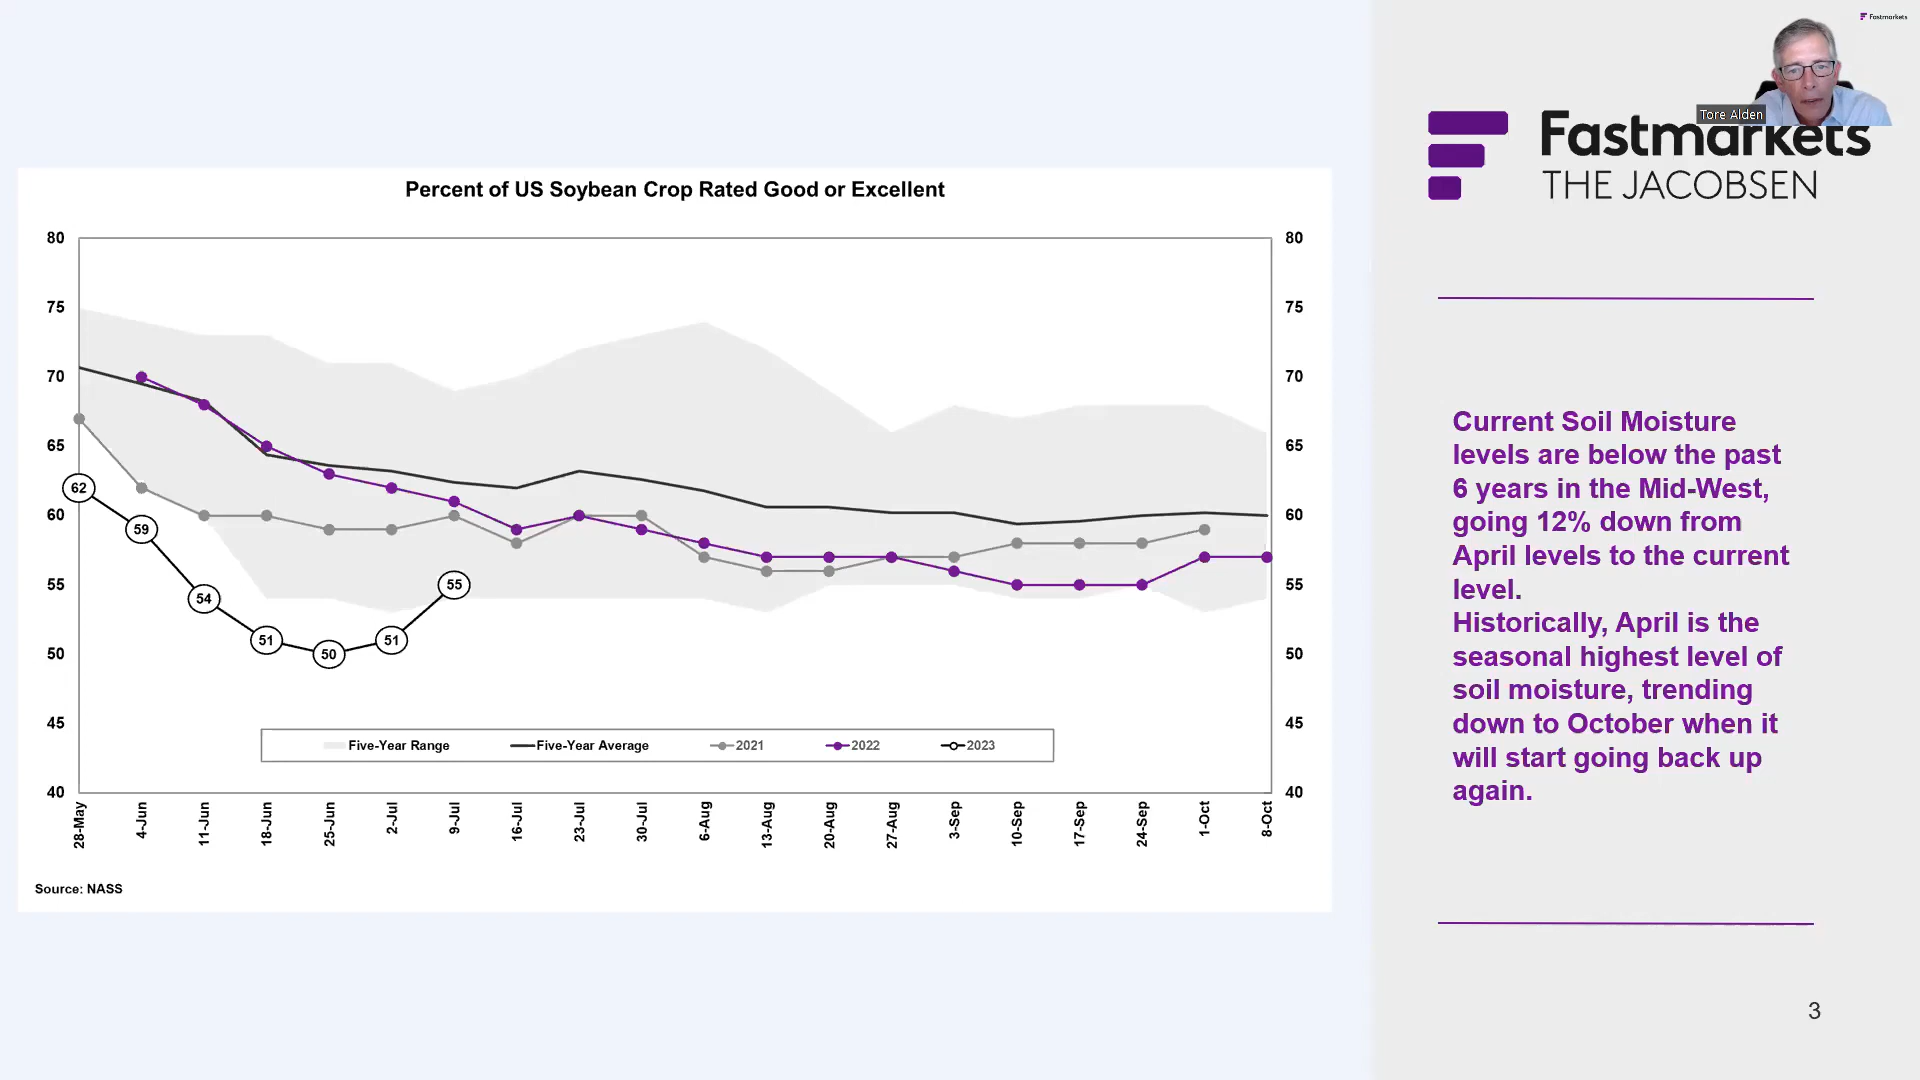 Fastmarkets
Tore Alden
Fastmarkets
THE JACOBSEN
Percent of US Soybean Crop Rated Good or Excellent
80 80
75 75
70 70
65 65
60 60
55 55
50 50
45 45
40 40
62
59
54
51
50
51
55
Five-Year Range Five-Year Average 2021 2022 2023
28-May 4-Jun 11-Jun 18-Jun 25-Jun 2-Jul 9-Jul 16-Jul 23-Jul 30-Jul 6-Aug 13-Aug 20-Aug 27-Aug 3-Sep 10-Sep 17-Sep 24-Sep 1-Oct 8-Oct
Source: NASS
Current Soil Moisture
levels are below the past
6 years in the Mid-West,
going 12% down from
April levels to the current
level.
Historically, April is the
seasonal highest level of
soil moisture, trending
down to October when it
will start going back up
again.
3